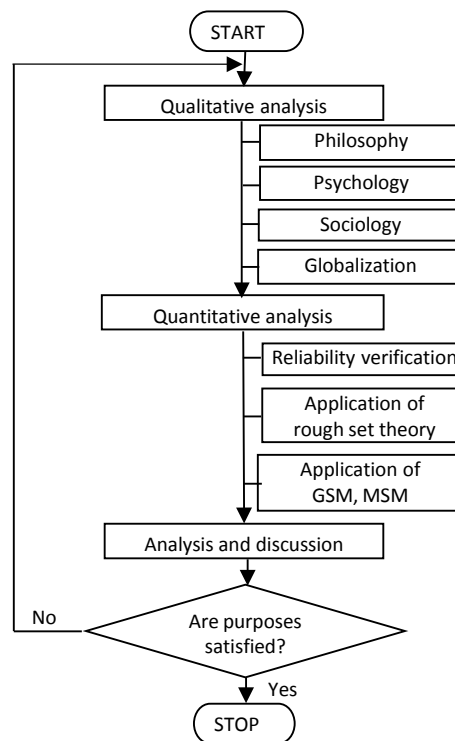 START
Qualitative analysis
Philosophy
Psychology
Sociology
Globalization
Quantitative analysis
Reliability verification
Application of
rough set theory
Application of
GSM, MSM
Analysis and discussion
No
Are purposes
satisfied?
Yes
STOP